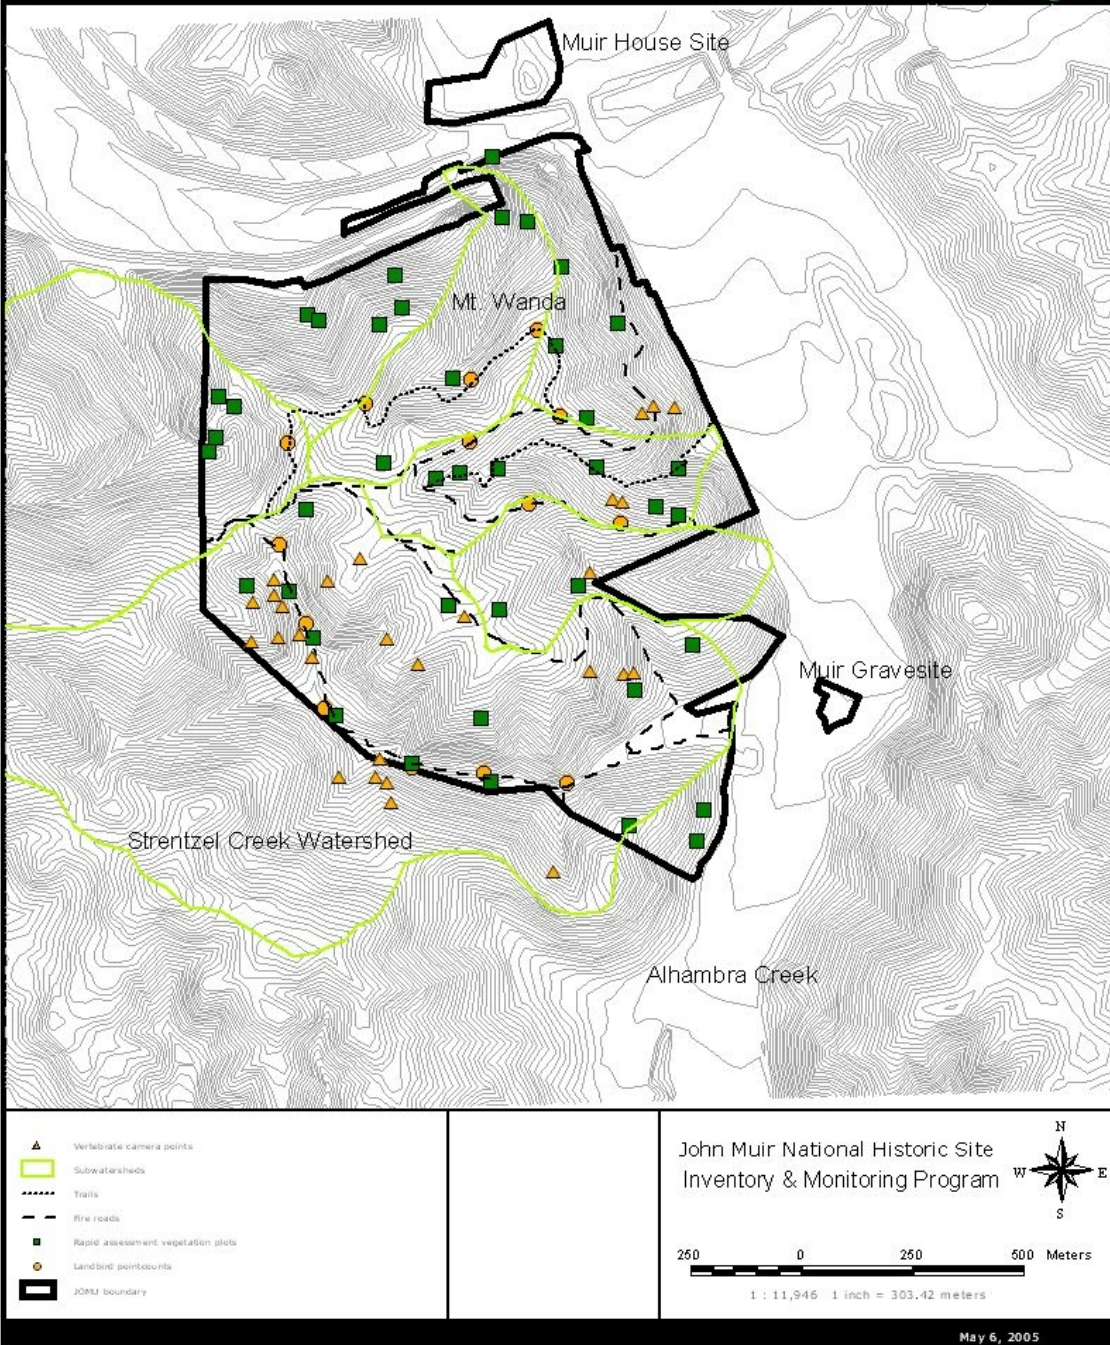 Muir House Site
Mt. Wanda
Muir Gravesite
Strentzel Creek Watershed
Alhambra Creek
Vertebrate camera points
Subwatersheds
Trails
Fire roads
Rapid assessment vegetation plots
Landbird pointcounts
JOMU boundary
John Muir National Historic Site
Inventory & Monitoring Program
N
W E
S
250 0 250 500 Meters
1 : 11,946 1 inch = 303.42 meters
May 6, 2005